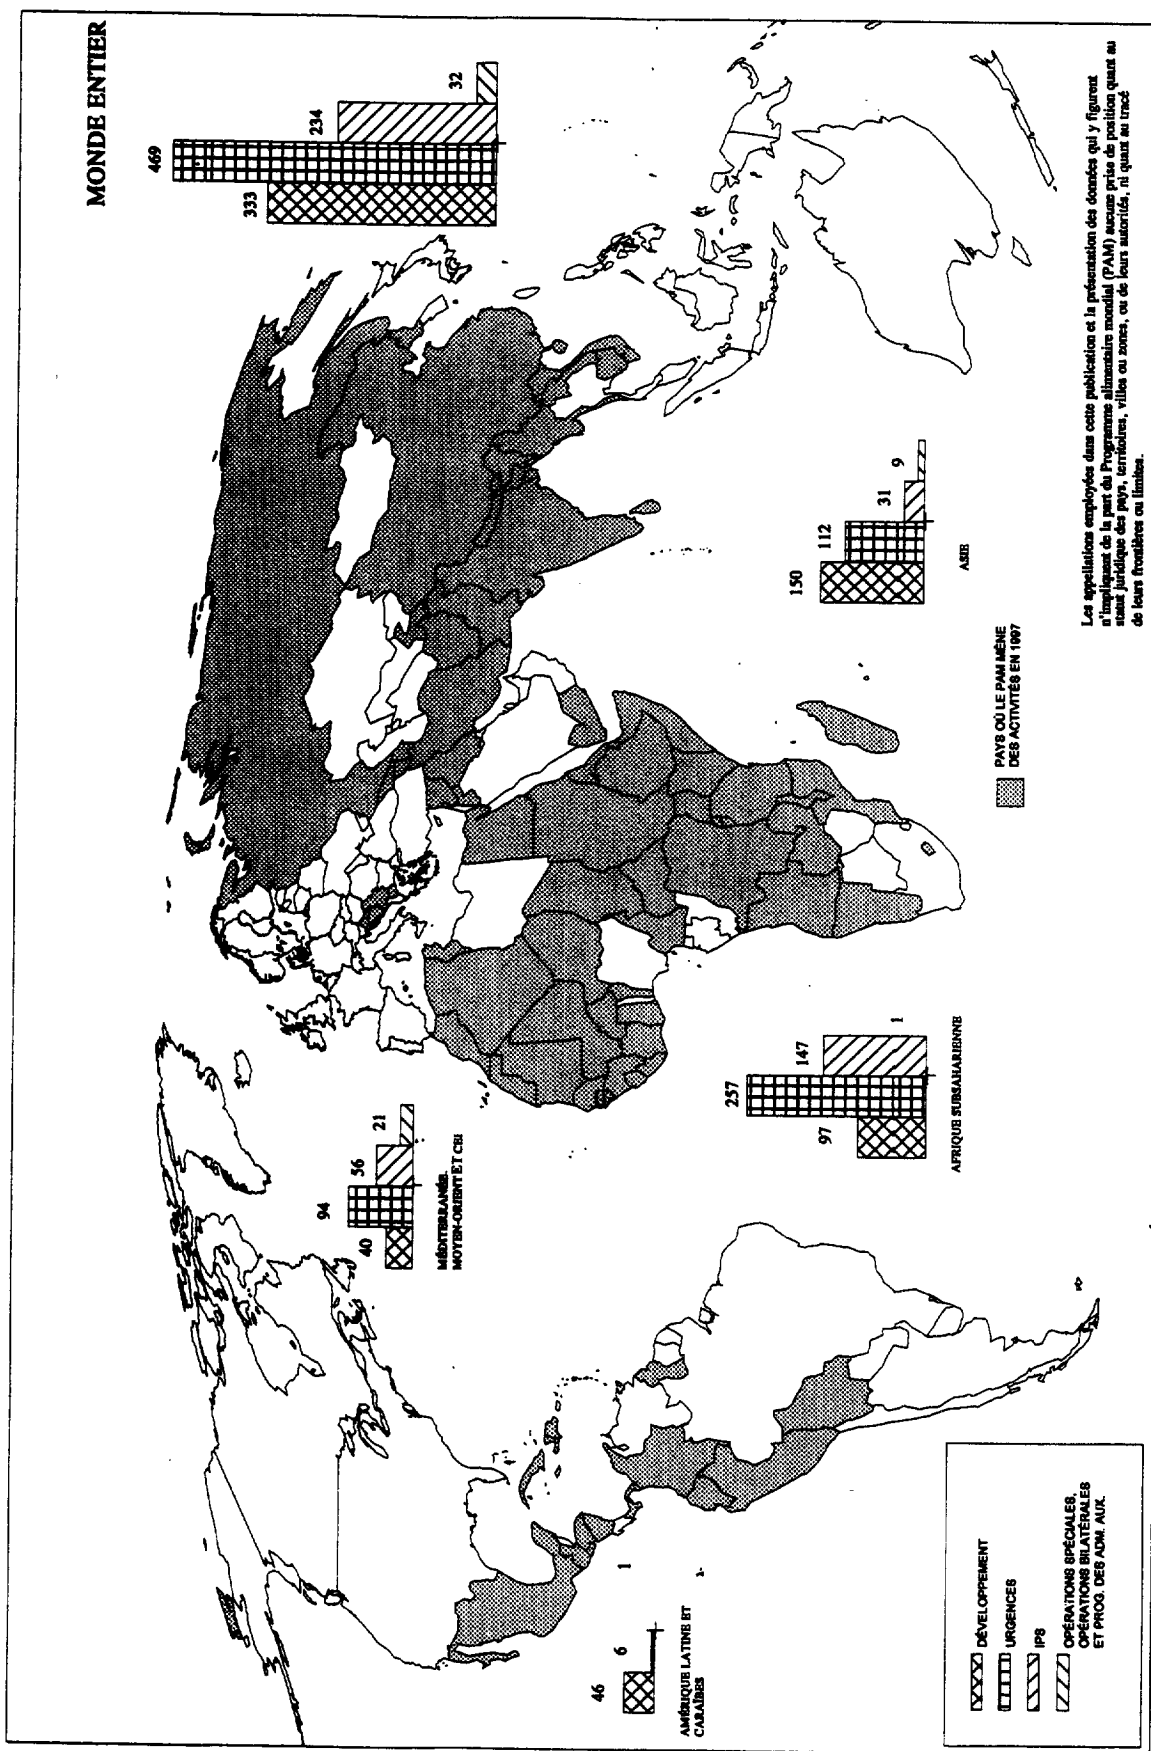 MONDE ENTIER
333
469
234
32
40
94
56
21
MÉDITERRANÉE,
MOYEN-ORIENT ET CEI
150
112
31
9
ASIE
97
257
147
1
AFRIQUE SUBSAHARIENNE
46
6
1
AMÉRIQUE LATINE ET
CARAÏBES
PAYS OÙ LE PAM MÈNE
DES ACTIVITÉS EN 1997
DÉVELOPPEMENT
URGENCES
IPS
OPÉRATIONS SPÉCIALES,
OPÉRATIONS BILATÉRALES
ET PROG. DES ADM. AUX.
Les appellations employées dans cette publication et la présentation des données qui y figurent
n'impliquent de la part du Programme alimentaire mondial (PAM) aucune prise de position quant au
statut juridique des pays, territoires, villes ou zones, ou de leurs autorités, ni quant au tracé
de leurs frontières ou limites.